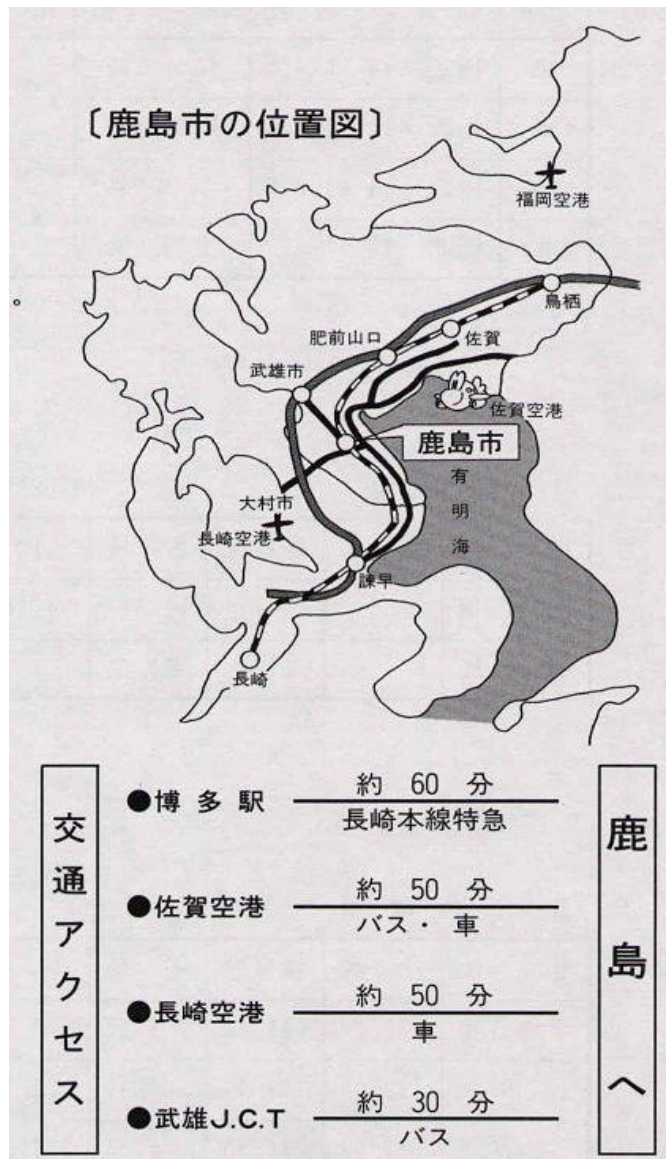 〔鹿島市の位置図〕
福岡空港
鳥栖
肥前山口
佐賀
武雄市
佐賀空港
鹿島市
有明海
大村市
長崎空港
諫早
長崎
交通アクセス
●博多駅 約 60 分
長崎本線特急
●佐賀空港 約 50 分
バス・車
●長崎空港 約 50 分
車
●武雄J.C.T 約 30 分
バス
鹿島へ